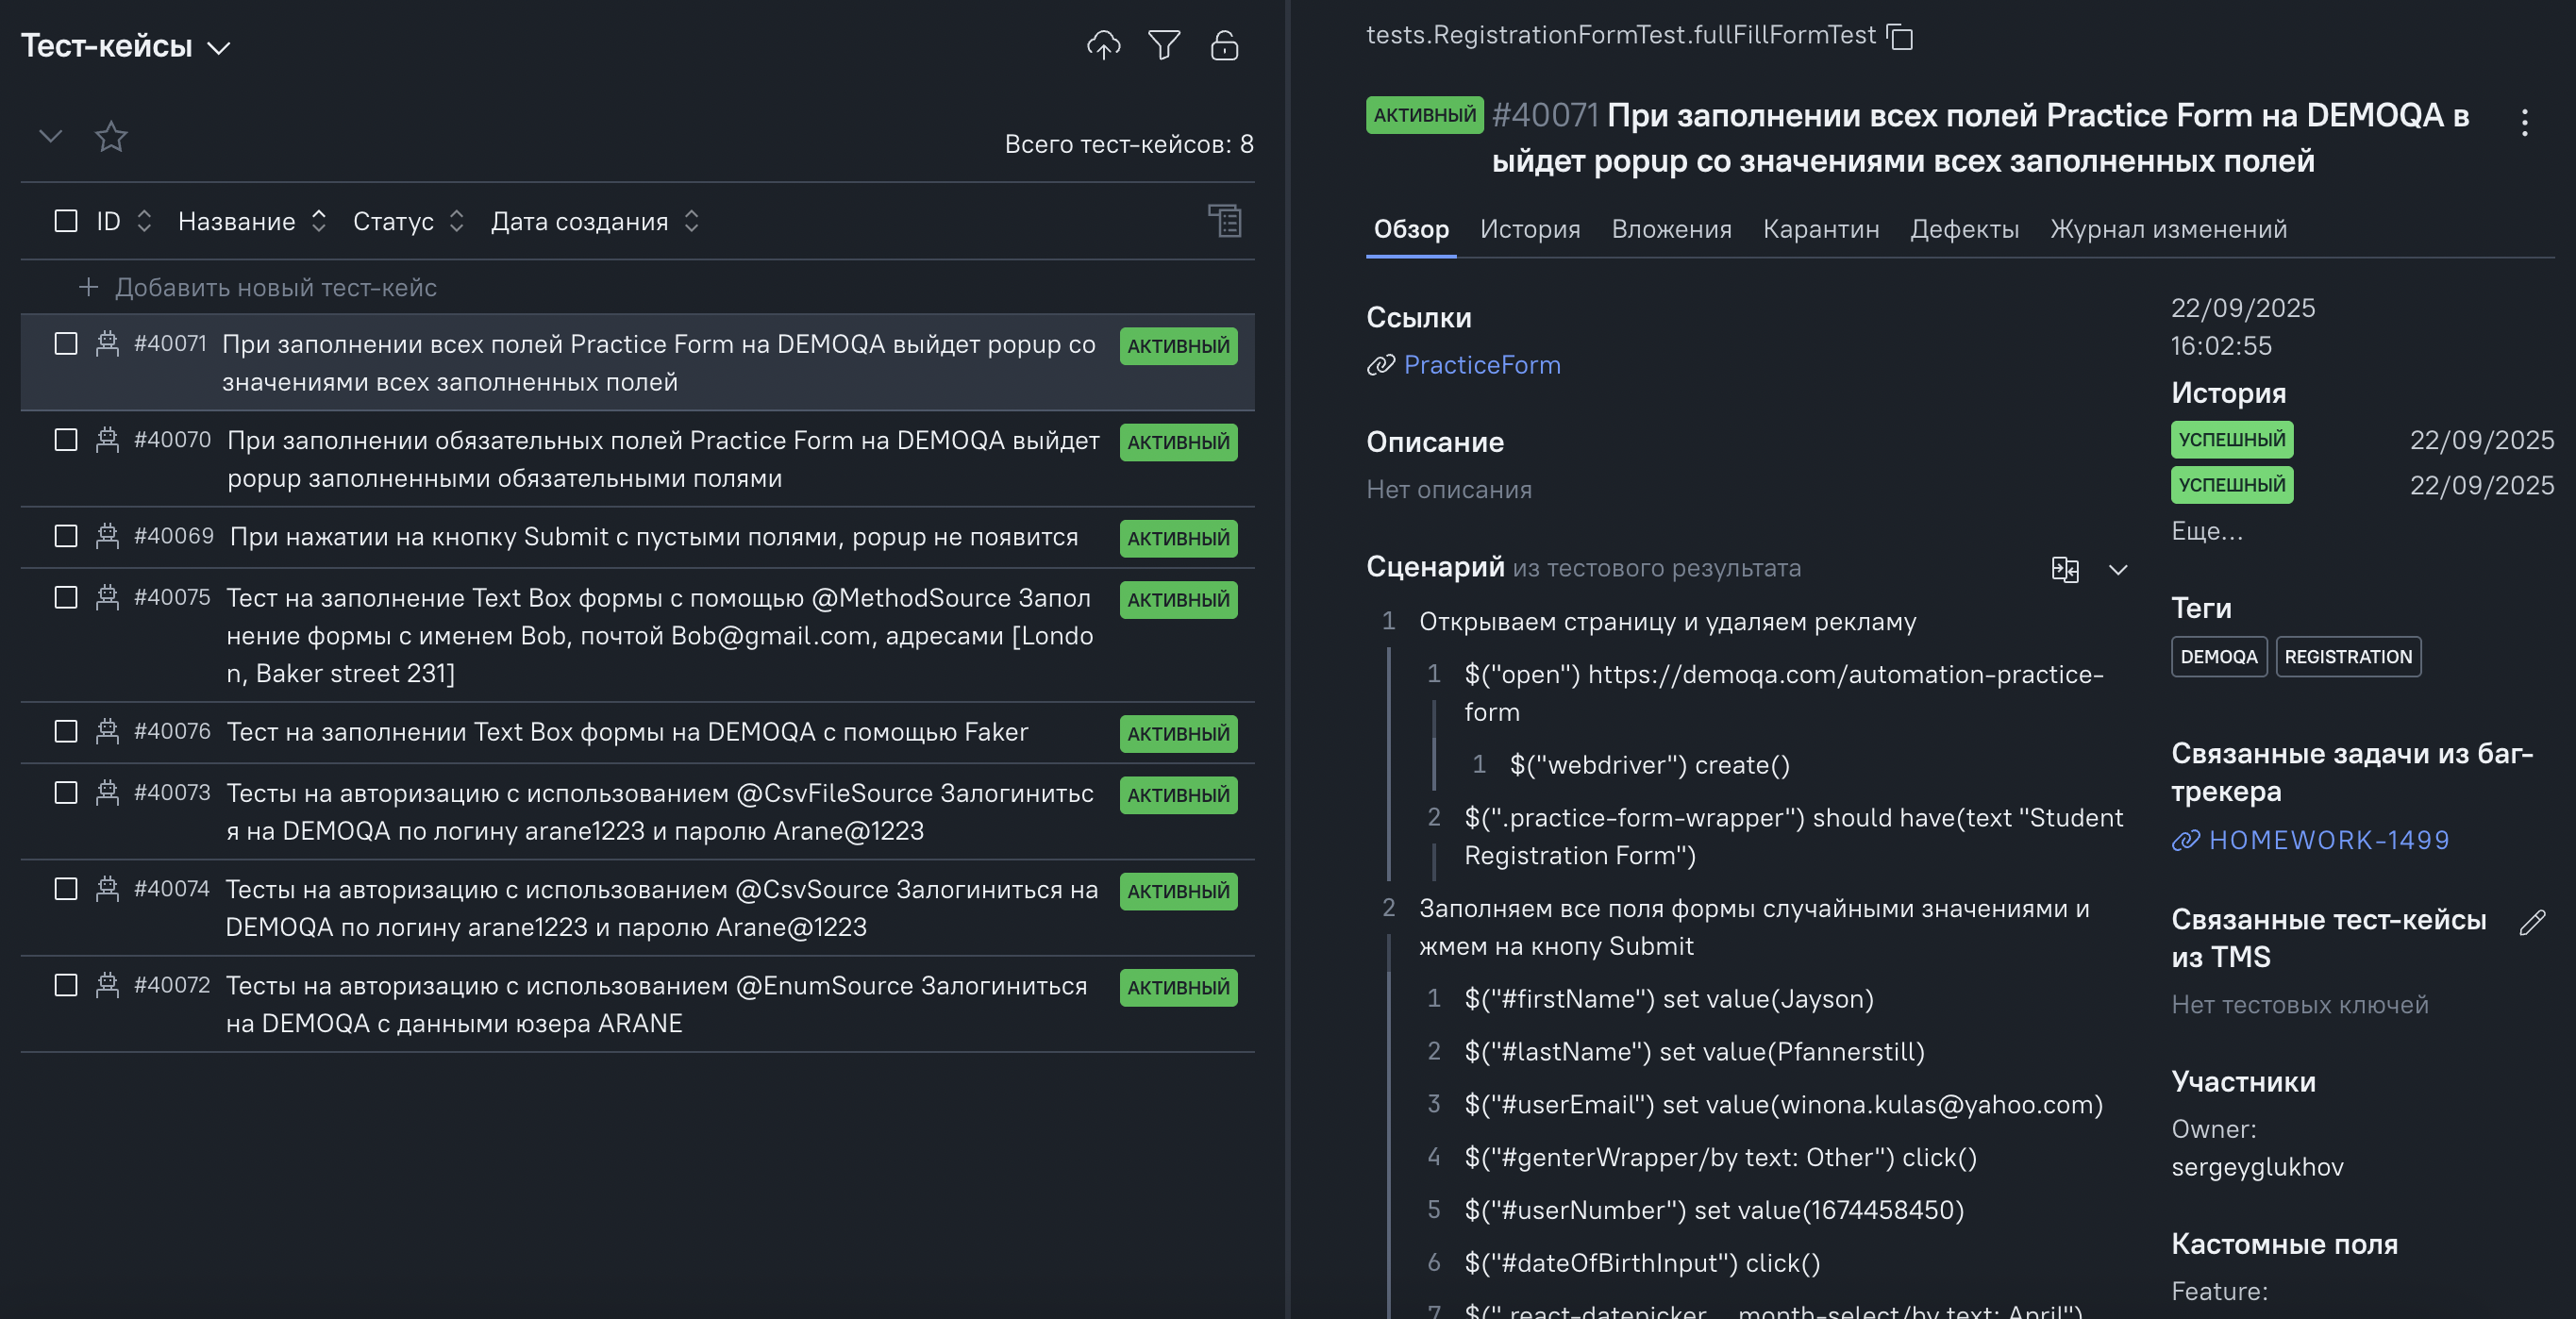 Тест-кейсы
Всего тест-кейсов: 8
ID Название Статус Дата создания
+ Добавить новый тест-кейс
#40071 При заполнении всех полей Practice Form на DEMOQA выйдет popup со АКТИВНЫЙ
значениями всех заполненных полей
#40070 При заполнении обязательных полей Practice Form на DEMOQA выйдет АКТИВНЫЙ
popup заполненными обязательными полями
#40069 При нажатии на кнопку Submit с пустыми полями, popup не появится АКТИВНЫЙ
#40075 Тест на заполнение Text Box формы с помощью @MethodSource Запол АКТИВНЫЙ
нение формы с именем Bob, почтой Bob@gmail.com, адресами [Londo
n, Baker street 231]
#40076 Тест на заполнении Text Box формы на DEMOQA с помощью Faker АКТИВНЫЙ
#40073 Тесты на авторизацию с использованием @CsvFileSource Залогинитьс АКТИВНЫЙ
я на DEMOQA по логину arane1223 и паролю Arane@1223
#40074 Тесты на авторизацию с использованием @CsvSource Залогиниться на АКТИВНЫЙ
DEMOQA по логину arane1223 и паролю Arane@1223
#40072 Тесты на авторизацию с использованием @EnumSource Залогиниться АКТИВНЫЙ
на DEMOQA с данными юзера ARANE
tests.RegistrationFormTest.fullFillFormTest
АКТИВНЫЙ #40071 При заполнении всех полей Practice Form на DEMOQA в
ыйдет popup со значениями всех заполненных полей
Обзор История Вложения Карантин Дефекты Журнал изменений
Ссылки
PracticeForm
Описание
Нет описания
Сценарий из тестового результата
1 Открываем страницу и удаляем рекламу
1 $("open") https://demoqa.com/automation-practice-
form
1 $("webdriver") create()
2 $(".practice-form-wrapper") should have(text "Student
Registration Form")
2 Заполняем все поля формы случайными значениями и
жмем на кнопу Submit
1 $("#firstName") set value(Jayson)
2 $("#lastName") set value(Pfannerstill)
3 $("#userEmail") set value(winona.kulas@yahoo.com)
4 $("#genterWrapper/by text: Other") click()
5 $("#userNumber") set value(1674458450)
6 $("#dateOfBirthInput") click()
7 $(".react-datepicker__month-select/by text: April")
22/09/2025
16:02:55
История
УСПЕШНЫЙ 22/09/2025
УСПЕШНЫЙ 22/09/2025
Еще...
Теги
DEMOQA REGISTRATION
Связанные задачи из баг-
трекера
HOMEWORK-1499
Связанные тест-кейсы
из TMS
Нет тестовых ключей
Участники
Owner:
sergeyglukhov
Кастомные поля
Feature: